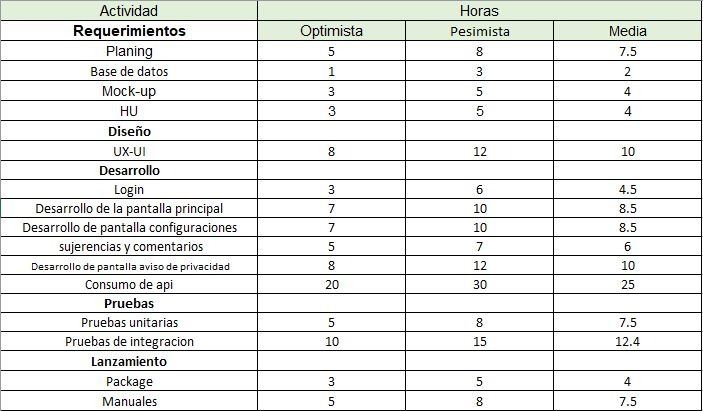 Actividad Horas
Requerimientos Optimista Pesimista Media
Planing 5 8 7.5
Base de datos 1 3 2
Mock-up 3 5 4
HU 3 5 4
Diseño
UX-UI 8 12 10
Desarrollo
Login 3 6 4.5
Desarrollo de la pantalla principal 7 10 8.5
Desarrollo de pantalla configuraciones 7 10 8.5
sujerencias y comentarios 5 7 6
Desarrollo de pantalla aviso de privacidad 8 12 10
Consumo de api 20 30 25
Pruebas
Pruebas unitarias 5 8 7.5
Pruebas de integracion 10 15 12.4
Lanzamiento
Package 3 5 4
Manuales 5 8 7.5